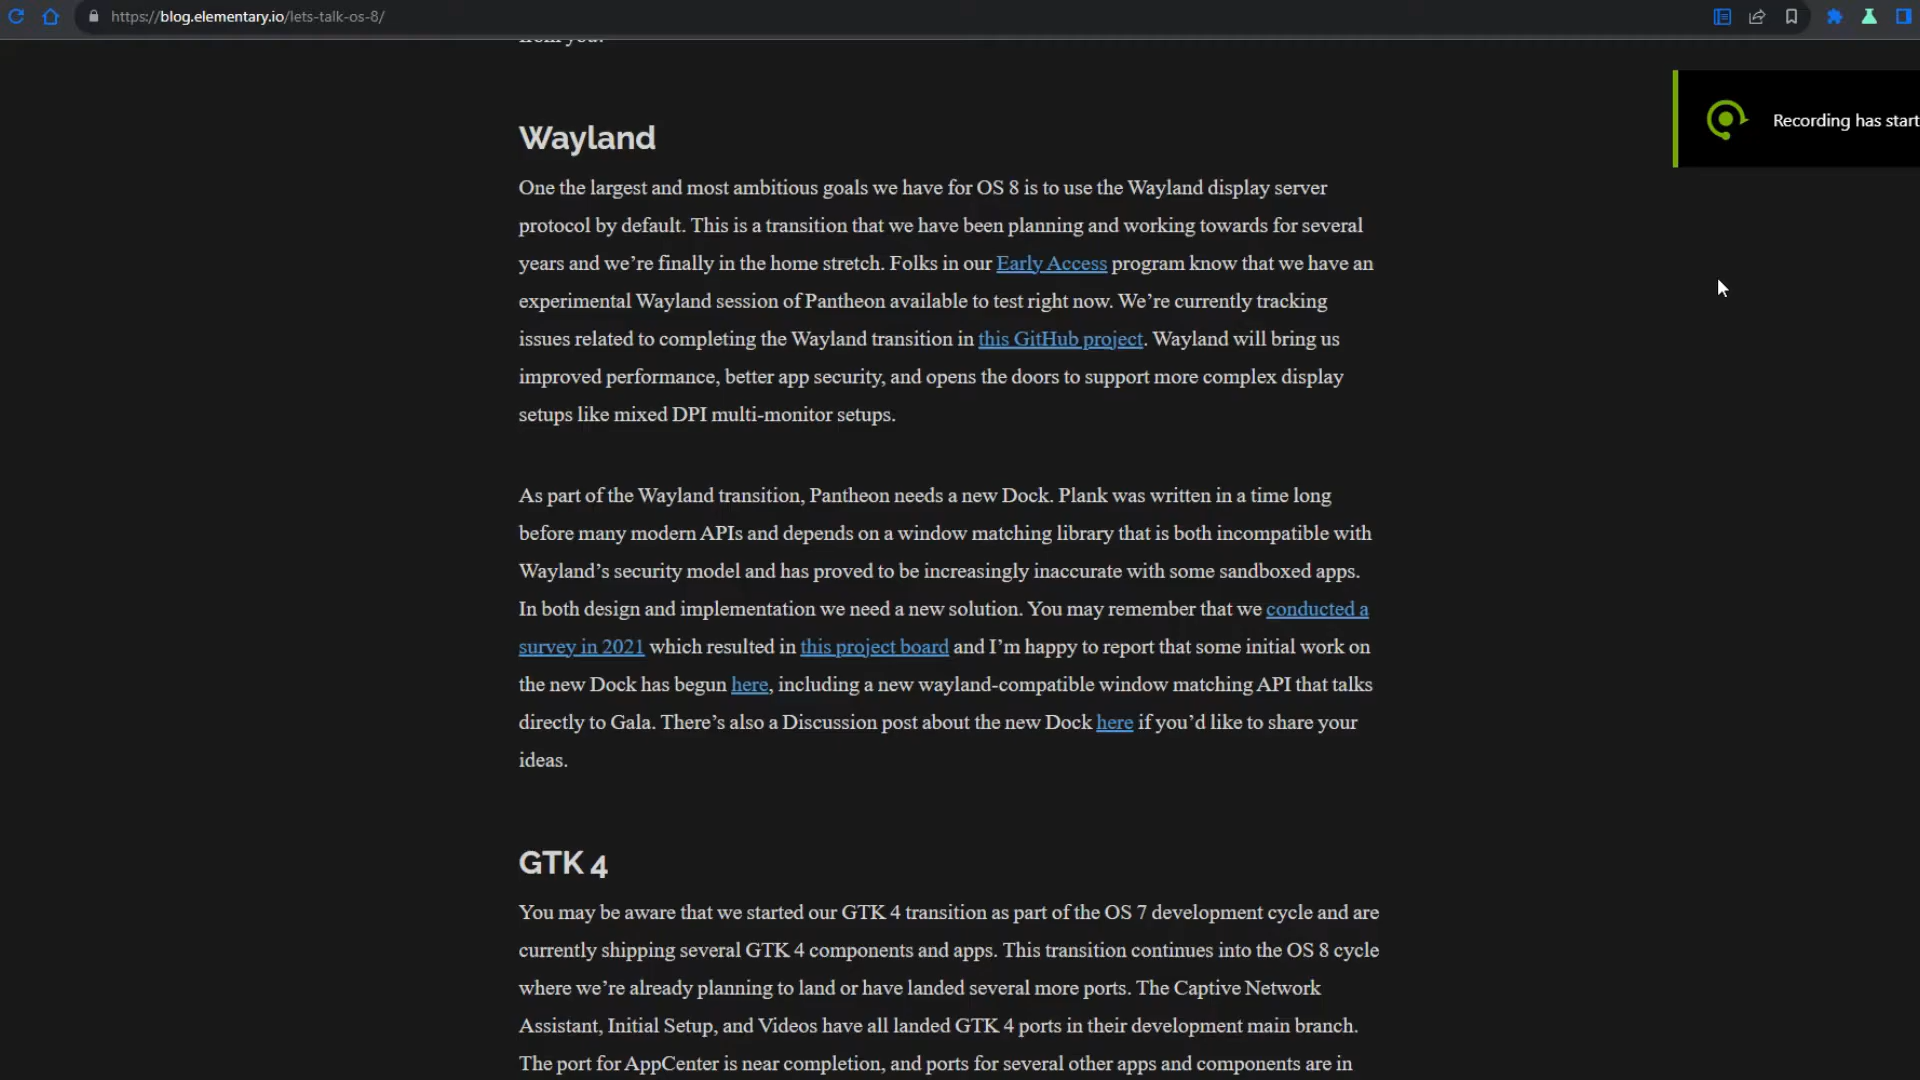 https://blog.elementary.io/lets-talk-os-8/
from you.
Recording has start
Wayland
One the largest and most ambitious goals we have for OS 8 is to use the Wayland display server
protocol by default. This is a transition that we have been planning and working towards for several
years and we’re finally in the home stretch. Folks in our Early Access program know that we have an
experimental Wayland session of Pantheon available to test right now. We’re currently tracking
issues related to completing the Wayland transition in this GitHub project. Wayland will bring us
improved performance, better app security, and opens the doors to support more complex display
setups like mixed DPI multi-monitor setups.
As part of the Wayland transition, Pantheon needs a new Dock. Plank was written in a time long
before many modern APIs and depends on a window matching library that is both incompatible with
Wayland’s security model and has proved to be increasingly inaccurate with some sandboxed apps.
In both design and implementation we need a new solution. You may remember that we conducted a
survey in 2021 which resulted in this project board and I’m happy to report that some initial work on
the new Dock has begun here, including a new wayland-compatible window matching API that talks
directly to Gala. There’s also a Discussion post about the new Dock here if you’d like to share your
ideas.
GTK 4
You may be aware that we started our GTK 4 transition as part of the OS 7 development cycle and are
currently shipping several GTK 4 components and apps. This transition continues into the OS 8 cycle
where we’re already planning to land or have landed several more ports. The Captive Network
Assistant, Initial Setup, and Videos have all landed GTK 4 ports in their development main branch.
The port for AppCenter is near completion, and ports for several other apps and components are in